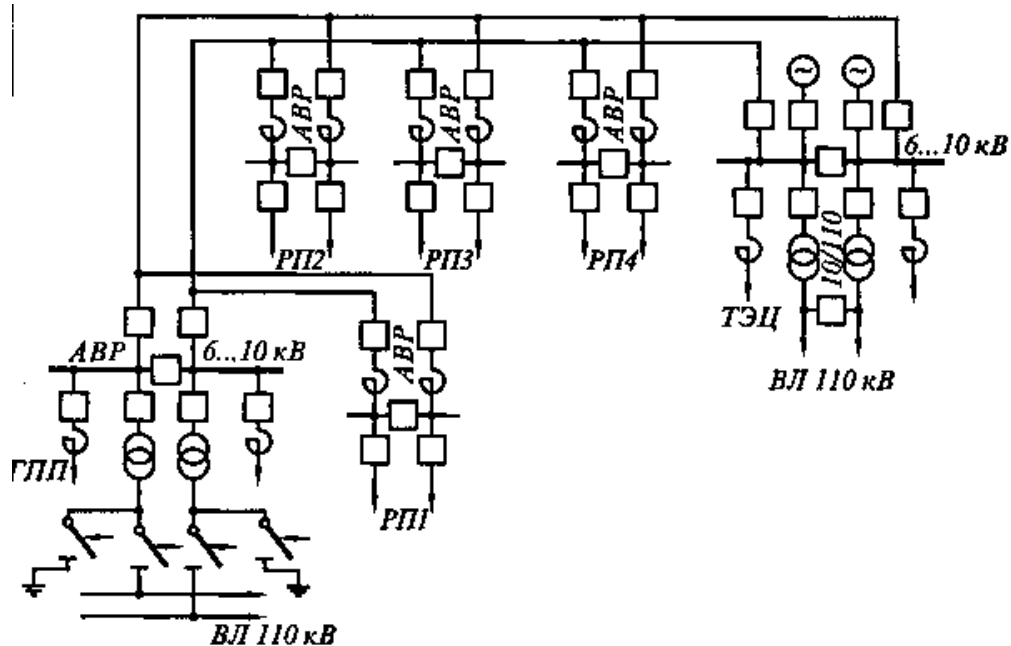 АВР
АВР
АВР
6...10 кВ
РП2
РП3
РП4
10/110
ТЭЦ
АВР
6...10 кВ
АВР
ВЛ 110 кВ
ГПП
РП1
ВЛ 110 кВ